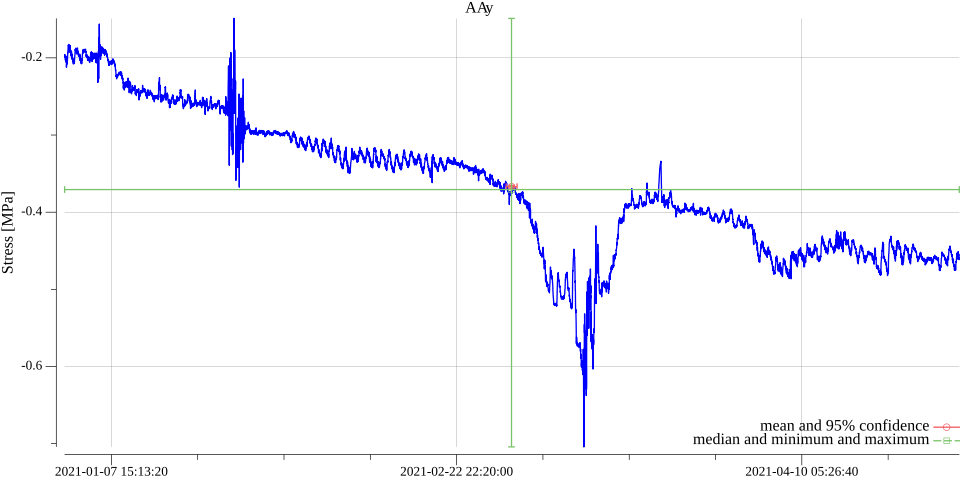 AAy
Stress [MPa]
-0.2
-0.4
-0.6
mean and 95% confidence
median and minimum and maximum
2021-01-07 15:13:20
2021-02-22 22:20:00
2021-04-10 05:26:40